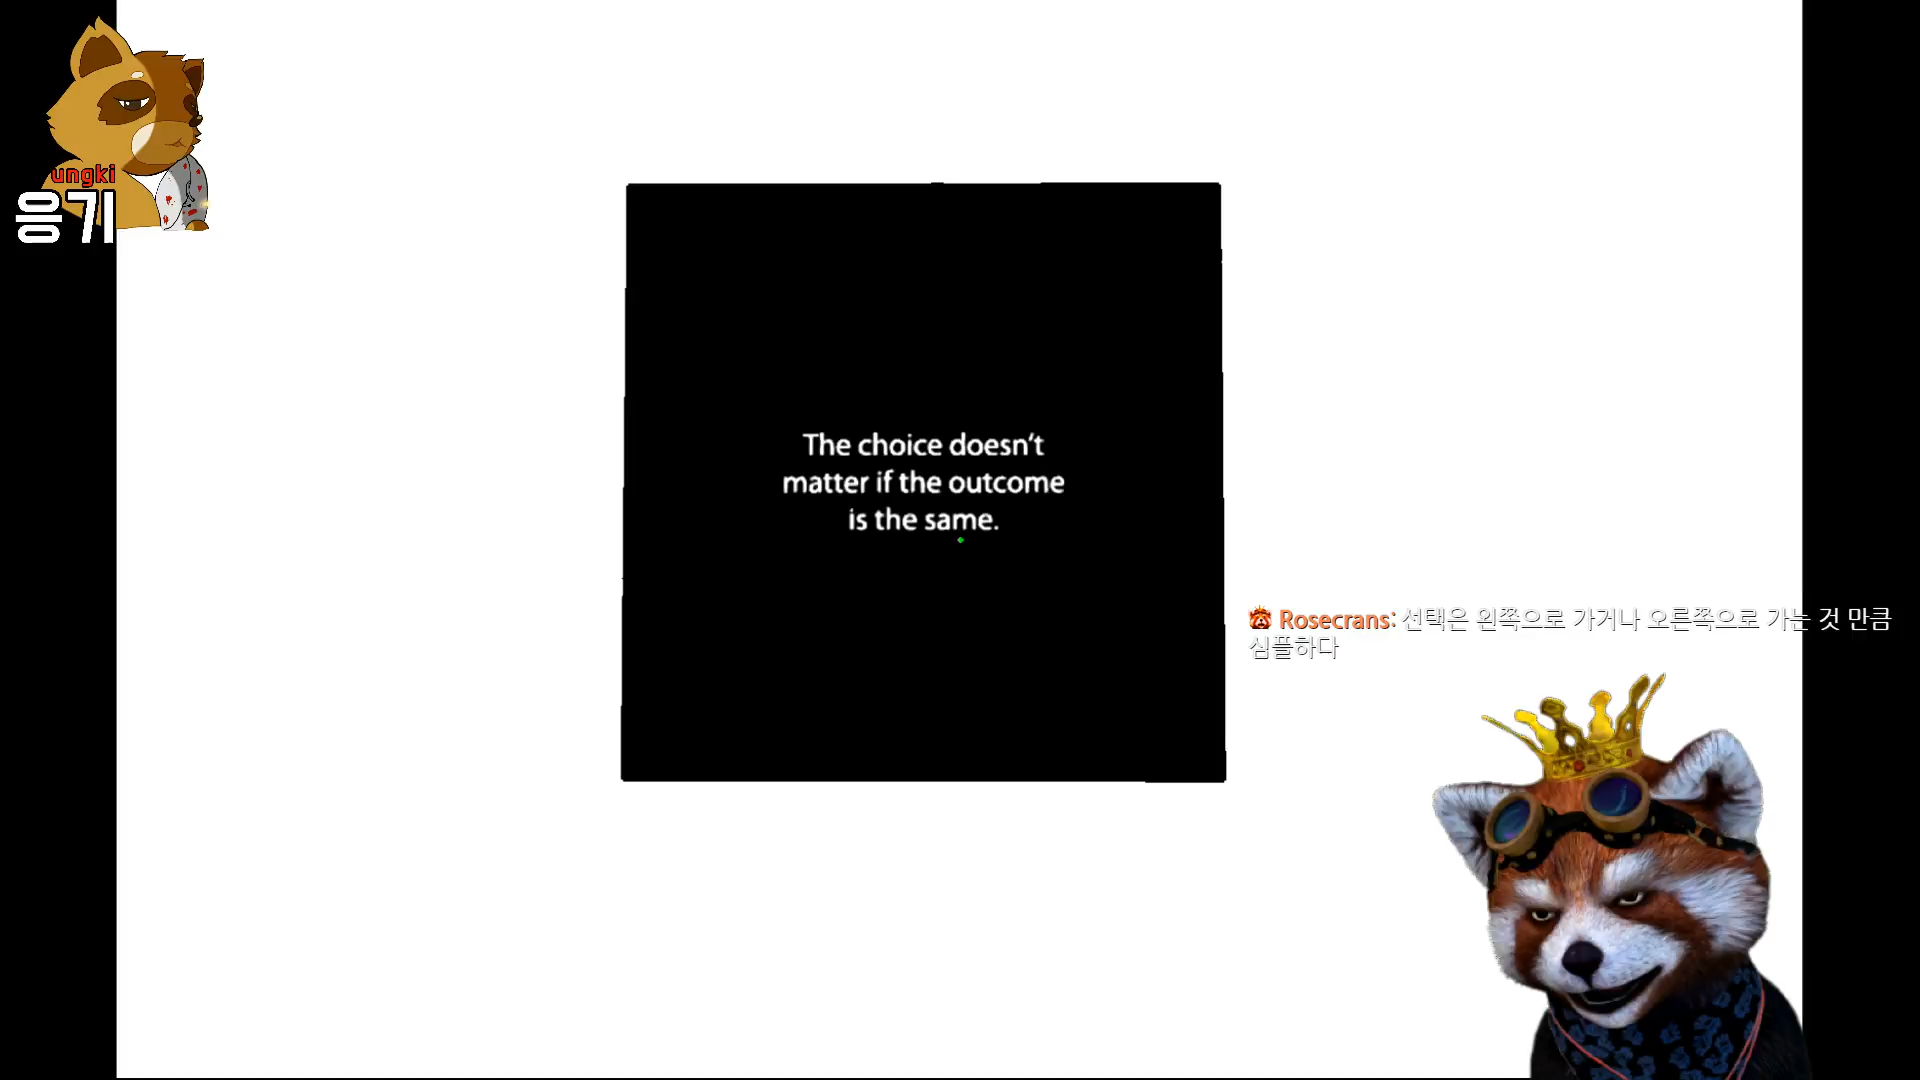 ungki
응기
The choice doesn't
matter if the outcome
is the same.
Rosecrans: 선택은 왼쪽으로 가거나 오른쪽으로 가는 것 만큼
심플하다